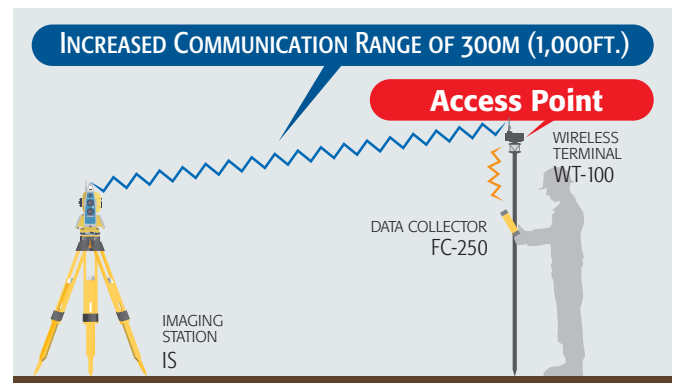 INCREASED COMMUNICATION RANGE OF 300M (1,000FT.)
Access Point
WIRELESS
TERMINAL
WT-100
DATA COLLECTOR
FC-250
IMAGING
STATION
IS